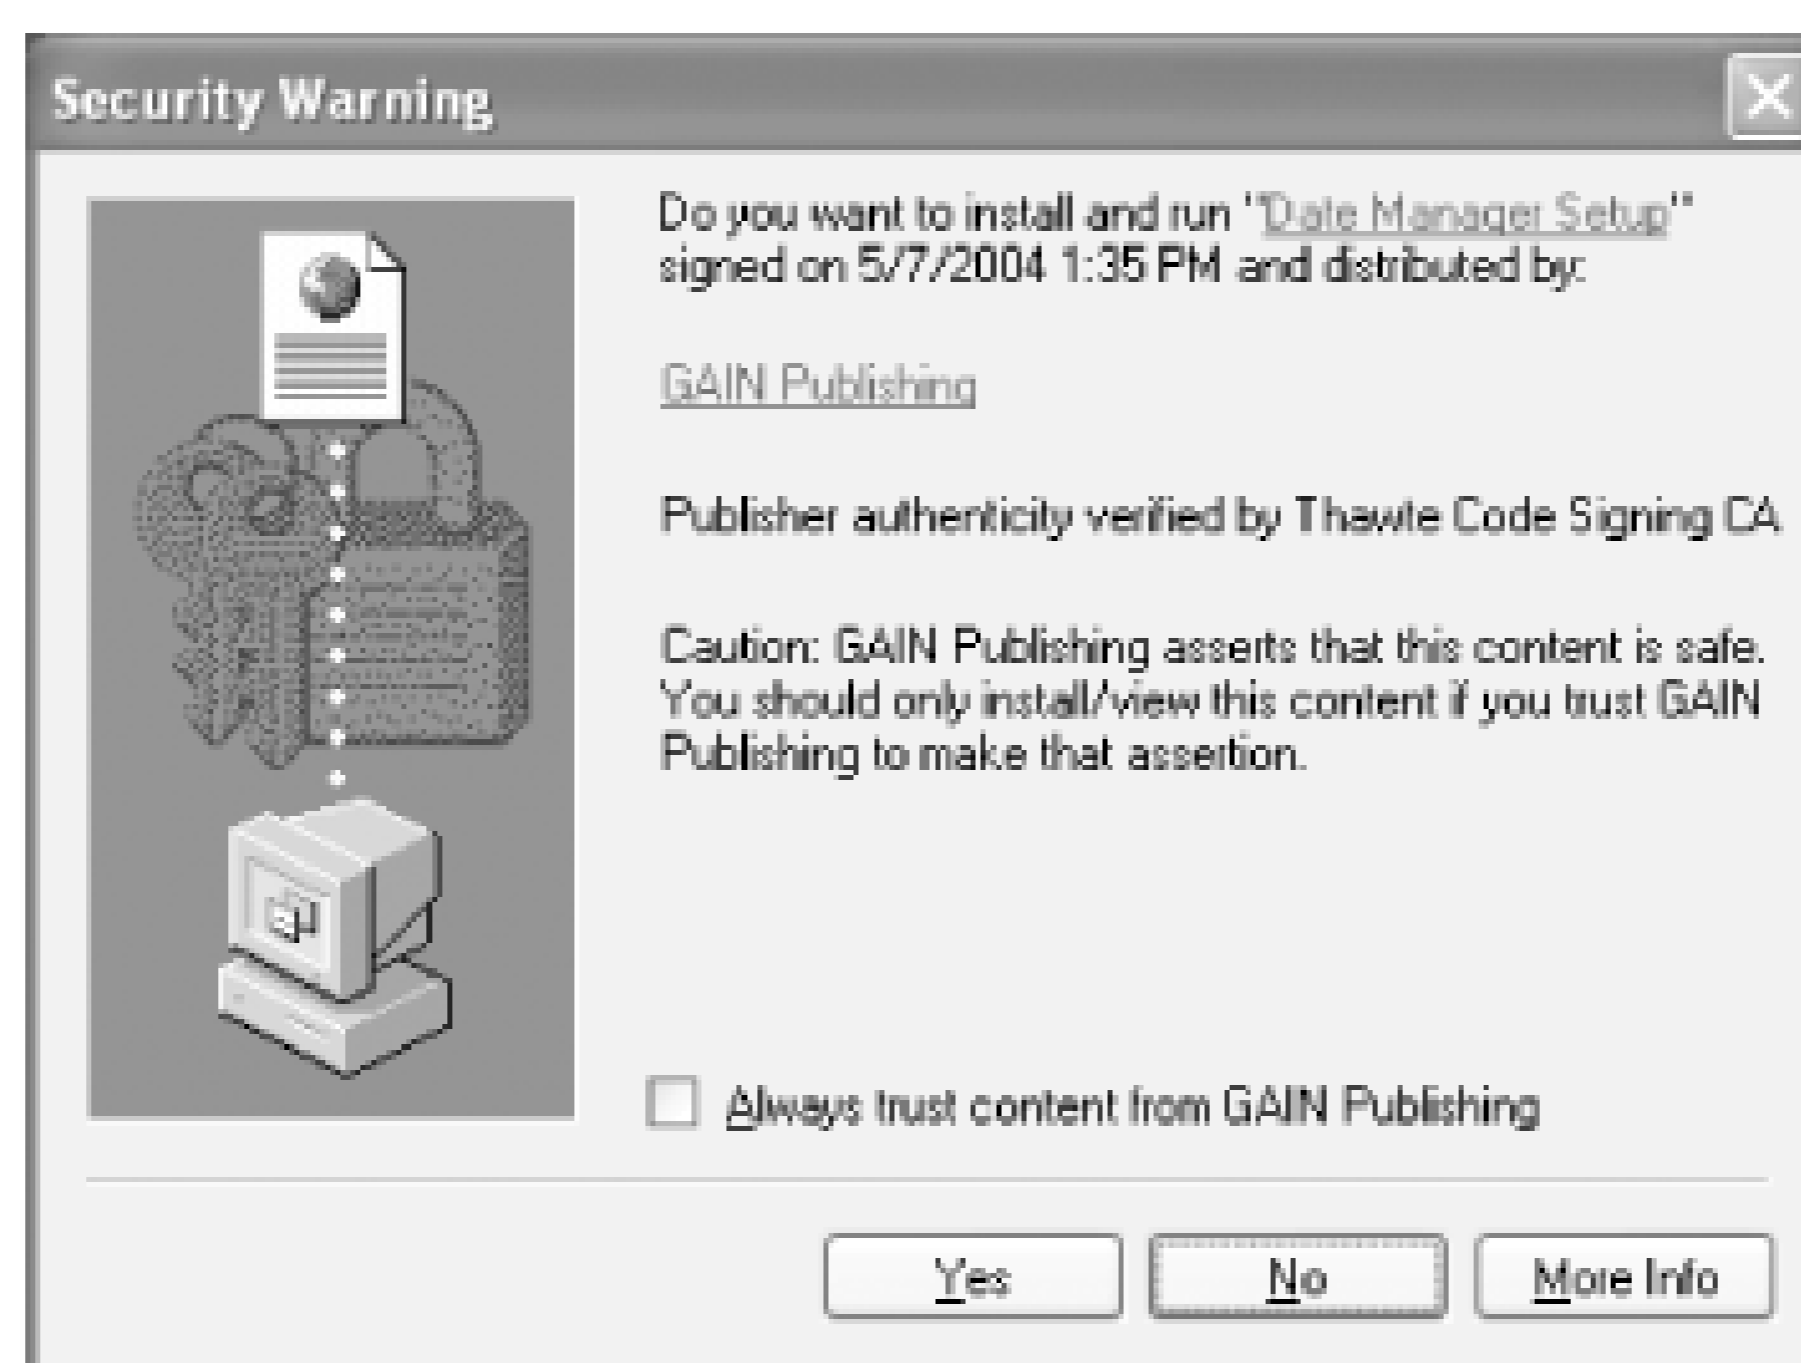 Security Warning
Do you want to install and run "Date Manager Setup"
signed on 5/7/2004 1:35 PM and distributed by:
GAIN Publishing
Publisher authenticity verified by Thawte Code Signing CA
Caution: GAIN Publishing asserts that this content is safe.
You should only install/view this content if you trust GAIN
Publishing to make that assertion.
Always trust content from GAIN Publishing
Yes
No
More Info